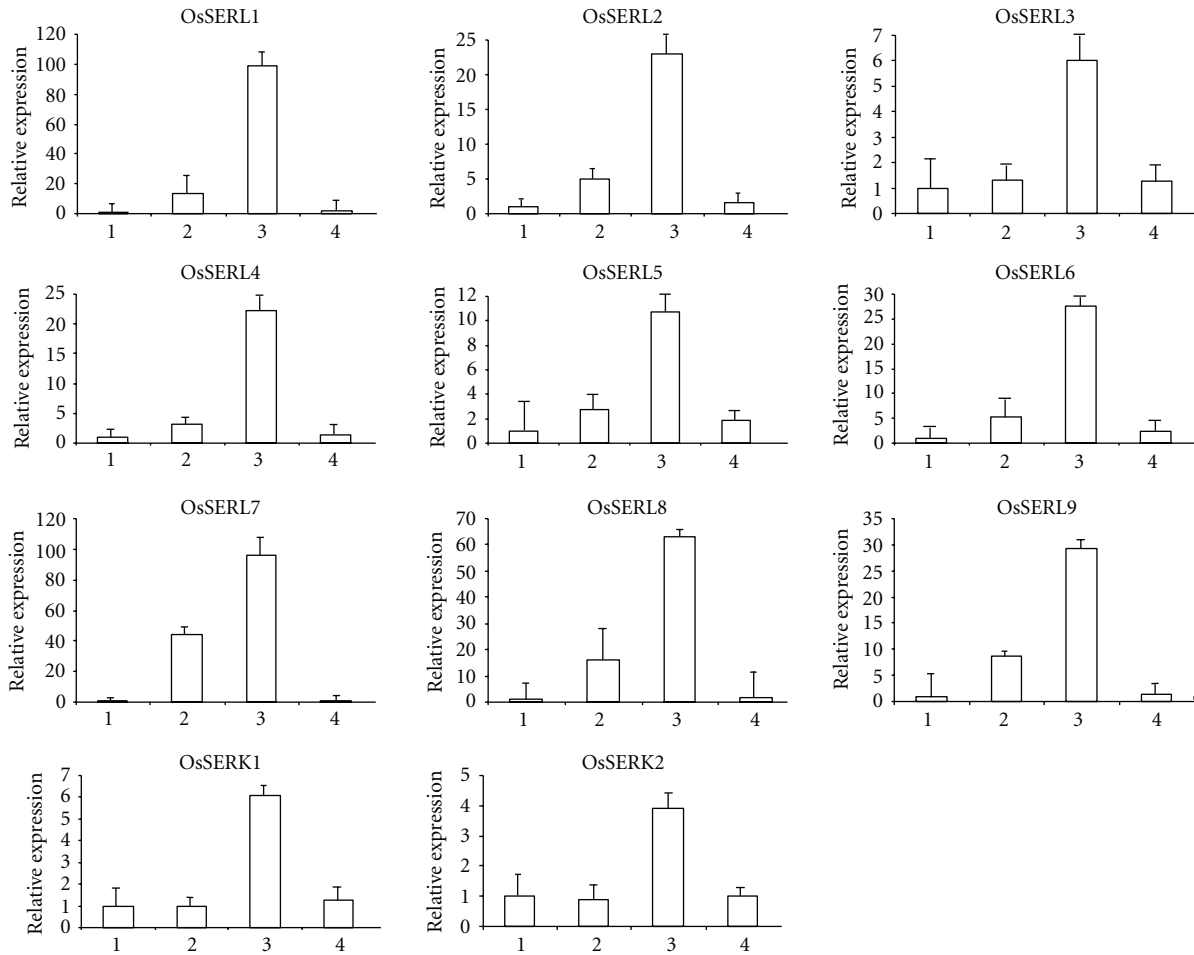 OsSERL1
Relative expression
120
100
80
60
40
20
0
1 2 3 4
OsSERL2
Relative expression
25
20
15
10
5
0
1 2 3 4
OsSERL3
Relative expression
7
6
5
4
3
2
1
0
1 2 3 4
OsSERL4
Relative expression
25
20
15
10
5
0
1 2 3 4
OsSERL5
Relative expression
12
10
8
6
4
2
0
1 2 3 4
OsSERL6
Relative expression
30
25
20
15
10
5
0
1 2 3 4
OsSERL7
Relative expression
120
100
80
60
40
20
0
1 2 3 4
OsSERL8
Relative expression
70
60
50
40
30
20
10
0
1 2 3 4
OsSERL9
Relative expression
35
30
25
20
15
10
5
0
1 2 3 4
OsSERK1
Relative expression
7
6
5
4
3
2
1
0
1 2 3 4
OsSERK2
Relative expression
5
4
3
2
1
0
1 2 3 4